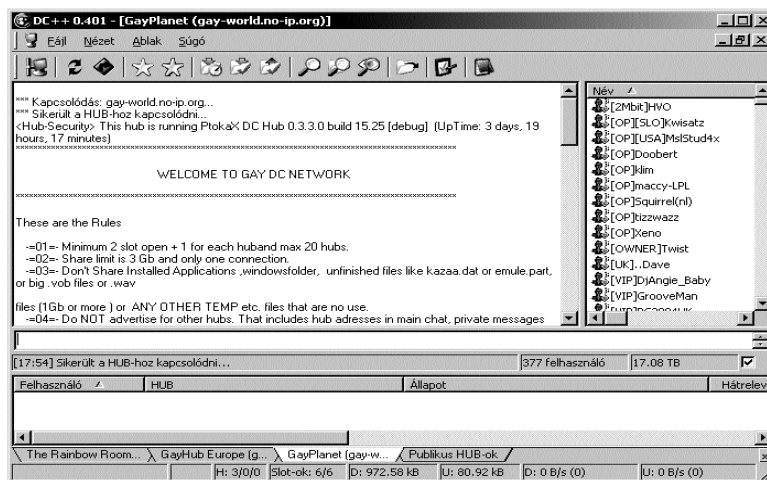 DC++ 0.401 - [GayPlanet (gay-world.no-ip.org)]
Fájl Nézet Ablak Súgó
*** Kapcsolódás: gay-world.no-ip.org...
*** Sikerült a HUB-hoz kapcsolódni...
<Hub-Security> This hub is running PtokaX DC Hub 0.3.3.0 build 15.25 [debug] (UpTime: 3 days, 19
hours, 17 minutes)
WELCOME TO GAY DC NETWORK
These are the Rules
-=01=- Minimum 2 slot open + 1 for each huband max 20 hubs.
-=02=- Share limit is 3 Gb and only one connection.
-=03=- Don't Share Installed Applications ,windowsfolder, unfinished files like kazaa.dat or emule.part,
or big .vob files or .wav
files (1Gb or more ) or ANY OTHER TEMP etc. files that are no use.
-=04=- Do NOT advertise for other hubs. That includes hub adresses in main chat, private messages
Név
[2Mbit]HVO
[OP][SLO]Kwisatz
[OP][USA]MslStud4x
[OP]Doobert
[OP]klim
[OP]maccy-LPL
[OP]Squirrel(nl)
[OP]tizzwazz
[OP]Xeno
[OWNER]Twist
[UK]..Dave
[VIP]DjAngie_Baby
[VIP]GrooveMan
[17:54] Sikerült a HUB-hoz kapcsolódni...
377 felhasználó
17.08 TB
Felhasználó HUB Állapot Hátrelev
The Rainbow Room... GayHub Europe (g... GayPlanet (gay-w... Publikus HUB-ok
H: 3/0/0 Slot-ok: 6/6 D: 972.58 kB U: 80.92 kB D: 0 B/s (0) U: 0 B/s (0)